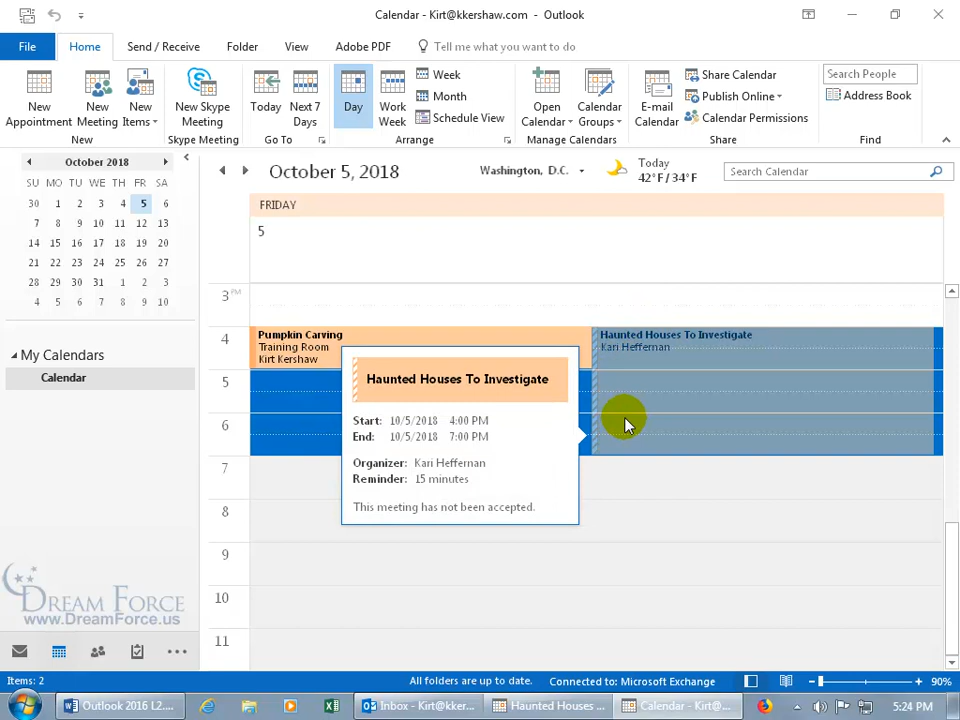 Calendar - Kirt@kkershaw.com - Outlook
File Home Send / Receive Folder View Adobe PDF Tell me what you want to do
New Appointment
New Meeting
New Items
New
New Skype Meeting
Skype Meeting
Today
Next 7 Days
Go To
Day
Work Week
Week
Month
Schedule View
Arrange
Open Calendar
Calendar Groups
Manage Calendars
E-mail Calendar
Share Calendar
Publish Online
Calendar Permissions
Share
Search People
Address Book
Find
October 2018
SU MO TU WE TH FR SA
30 1 2 3 4 5 6
7 8 9 10 11 12 13
14 15 16 17 18 19 20
21 22 23 24 25 26 27
28 29 30 31 1 2 3
4 5 6 7 8 9 10
My Calendars
Calendar
DREAM FORCE
www.DreamForce.us
October 5, 2018
Washington, D.C.
Today
42°F / 34°F
Search Calendar
FRIDAY
5
3 PM
4
5
6
7
8
9
10
11
Pumpkin Carving
Training Room
Kirt Kershaw
Haunted Houses To Investigate
Kari Heffernan
Haunted Houses To Investigate
Start: 10/5/2018 4:00 PM
End: 10/5/2018 7:00 PM
Organizer: Kari Heffernan
Reminder: 15 minutes
This meeting has not been accepted.
Items: 2
All folders are up to date.
Connected to: Microsoft Exchange
90%
Outlook 2016 L2....
Inbox - Kirt@kker...
Haunted Houses ...
Calendar - Kirt@k...
5:24 PM